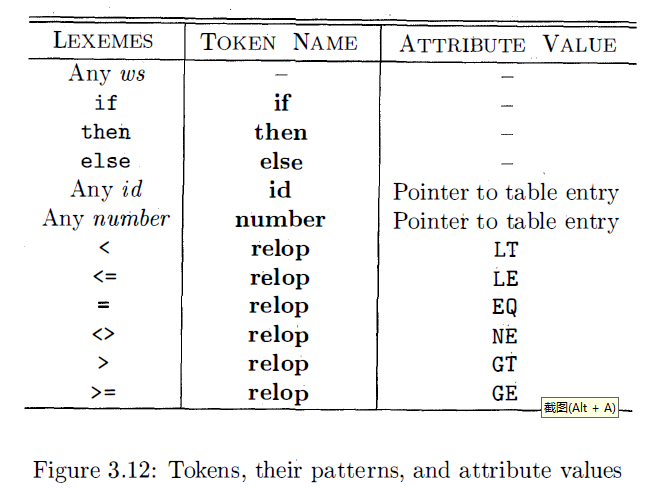 LEXEMES TOKEN NAME ATTRIBUTE VALUE
Any ws – –
if if –
then then –
else else –
Any id id Pointer to table entry
Any number number Pointer to table entry
< relop LT
<= relop LE
= relop EQ
<> relop NE
> relop GT
>= relop GE
截图(Alt + A)
Figure 3.12: Tokens, their patterns, and attribute values